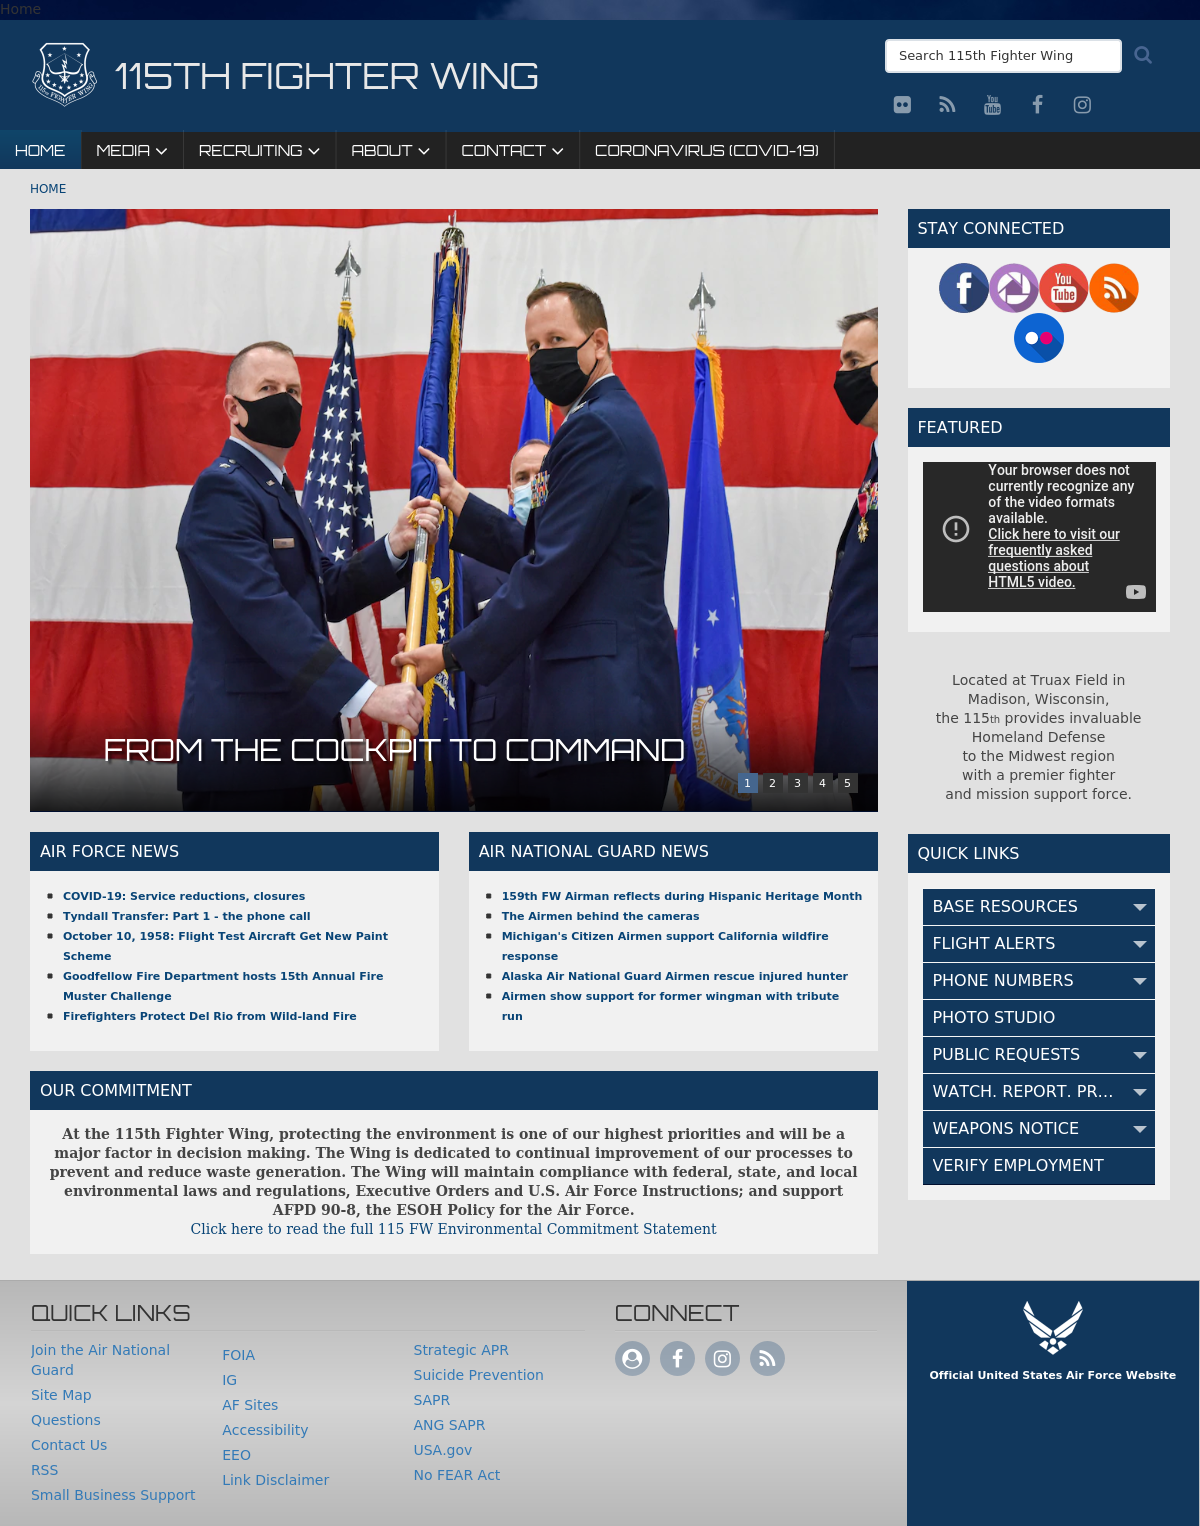 Home
115TH FIGHTER WING
Search 115th Fighter Wing
HOME
MEDIA
RECRUITING
ABOUT
CONTACT
CORONAVIRUS (COVID-19)
HOME
FROM THE COCKPIT TO COMMAND
1 2 3 4 5
STAY CONNECTED
You
Tube
FEATURED
Your browser does not
currently recognize any
of the video formats
available.
Click here to visit our
frequently asked
questions about
HTML5 video.
Located at Truax Field in
Madison, Wisconsin,
the 115th provides invaluable
Homeland Defense
to the Midwest region
with a premier fighter
and mission support force.
AIR FORCE NEWS
COVID-19: Service reductions, closures
Tyndall Transfer: Part 1 - the phone call
October 10, 1958: Flight Test Aircraft Get New Paint
Scheme
Goodfellow Fire Department hosts 15th Annual Fire
Muster Challenge
Firefighters Protect Del Rio from Wild-land Fire
AIR NATIONAL GUARD NEWS
159th FW Airman reflects during Hispanic Heritage Month
The Airmen behind the cameras
Michigan's Citizen Airmen support California wildfire
response
Alaska Air National Guard Airmen rescue injured hunter
Airmen show support for former wingman with tribute
run
QUICK LINKS
BASE RESOURCES
FLIGHT ALERTS
PHONE NUMBERS
PHOTO STUDIO
PUBLIC REQUESTS
WATCH. REPORT. PR...
WEAPONS NOTICE
VERIFY EMPLOYMENT
OUR COMMITMENT
At the 115th Fighter Wing, protecting the environment is one of our highest priorities and will be a
major factor in decision making. The Wing is dedicated to continual improvement of our processes to
prevent and reduce waste generation. The Wing will maintain compliance with federal, state, and local
environmental laws and regulations, Executive Orders and U.S. Air Force Instructions; and support
AFPD 90-8, the ESOH Policy for the Air Force.
Click here to read the full 115 FW Environmental Commitment Statement
QUICK LINKS
Join the Air National
Guard
Site Map
Questions
Contact Us
RSS
Small Business Support
FOIA
IG
AF Sites
Accessibility
EEO
Link Disclaimer
Strategic APR
Suicide Prevention
SAPR
ANG SAPR
USA.gov
No FEAR Act
CONNECT
Official United States Air Force Website